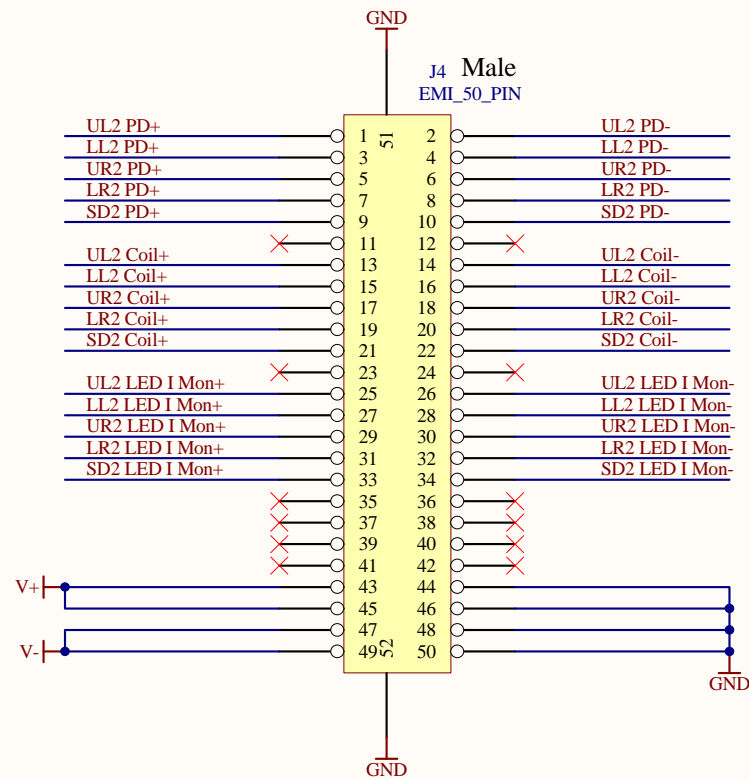 GND
J4 Male
EMI_50_PIN
51
UL2 PD+ 1 2 UL2 PD-
LL2 PD+ 3 4 LL2 PD-
UR2 PD+ 5 6 UR2 PD-
LR2 PD+ 7 8 LR2 PD-
SD2 PD+ 9 10 SD2 PD-
11 12
UL2 Coil+ 13 14 UL2 Coil-
LL2 Coil+ 15 16 LL2 Coil-
UR2 Coil+ 17 18 UR2 Coil-
LR2 Coil+ 19 20 LR2 Coil-
SD2 Coil+ 21 22 SD2 Coil-
23 24
UL2 LED I Mon+ 25 26 UL2 LED I Mon-
LL2 LED I Mon+ 27 28 LL2 LED I Mon-
UR2 LED I Mon+ 29 30 UR2 LED I Mon-
LR2 LED I Mon+ 31 32 LR2 LED I Mon-
SD2 LED I Mon+ 33 34 SD2 LED I Mon-
35 36
37 38
39 40
41 42
V+ 43 44
45 46
47 48
V- 49 50
52
GND
GND